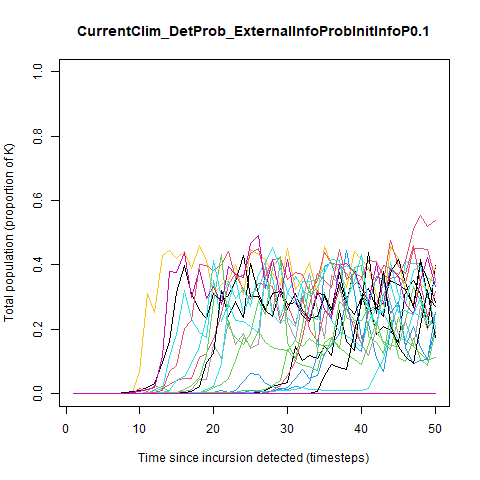 CurrentClim_DetProb_ExternalInfoProbInitInfoP0.1
Total population (proportion of K)
1.0
0.8
0.6
0.4
0.2
0.0
0 10 20 30 40 50
Time since incursion detected (timesteps)